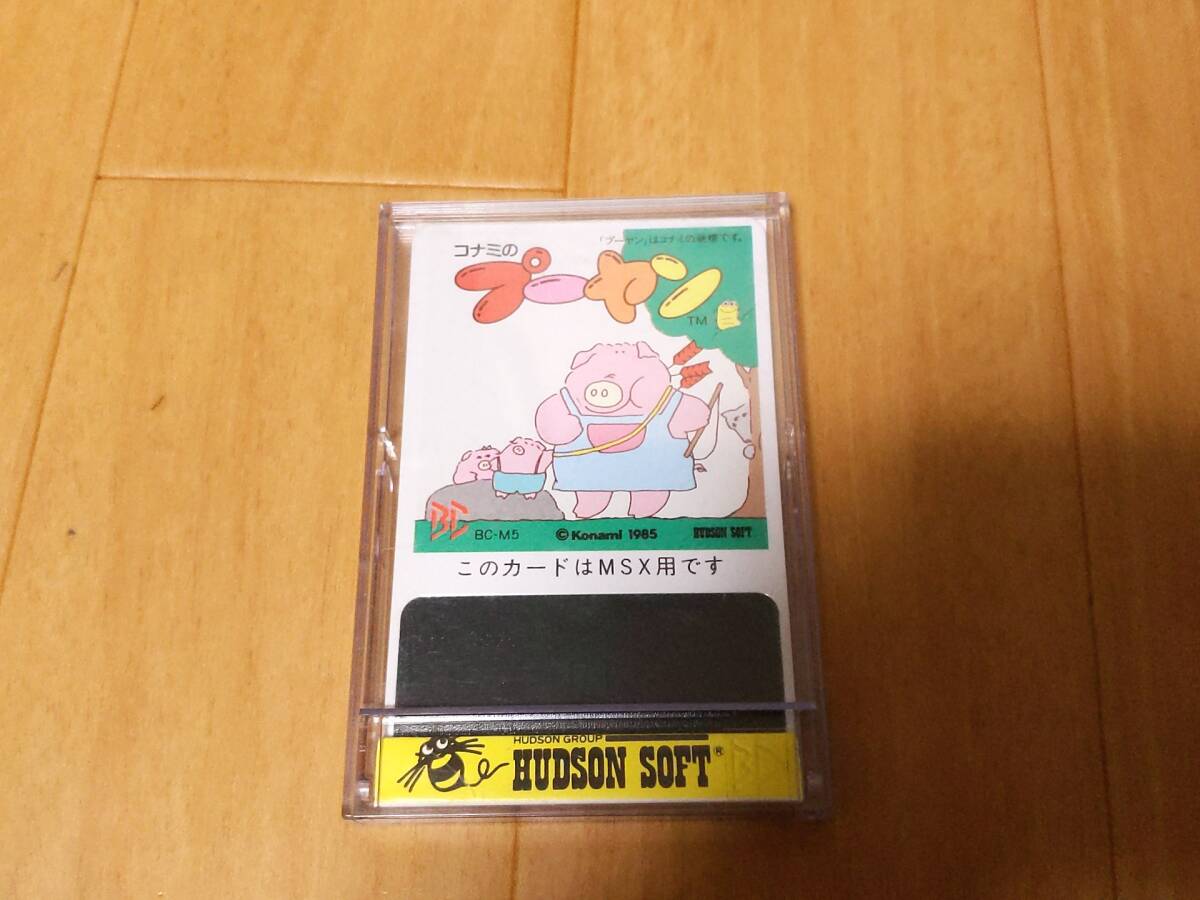 コナミの
「プーヤン」はコナミの商標です。
プーヤン
TM
BC
BC-M5
©Konami 1985
HUDSON SOFT
このカードはMSX用です
HUDSON GROUP
HUDSON SOFT®